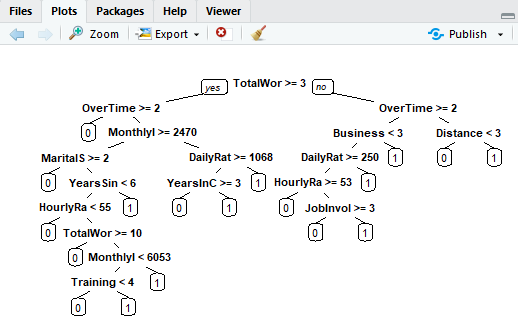 Files Plots Packages Help Viewer
Zoom Export Publish
TotalWor >= 3
yes no
OverTime >= 2 OverTime >= 2
0 MonthlyI >= 2470 Business < 3 Distance < 3
MaritalS >= 2 DailyRat >= 1068 DailyRat >= 250 1 0 1
0 YearsSin < 6 YearsInC >= 3 1 HourlyRa >= 53 1
HourlyRa < 55 1 0 1 0 JobInvol >= 3
0 TotalWor >= 10 0 1
0 MonthlyI < 6053
Training < 4 1
0 1